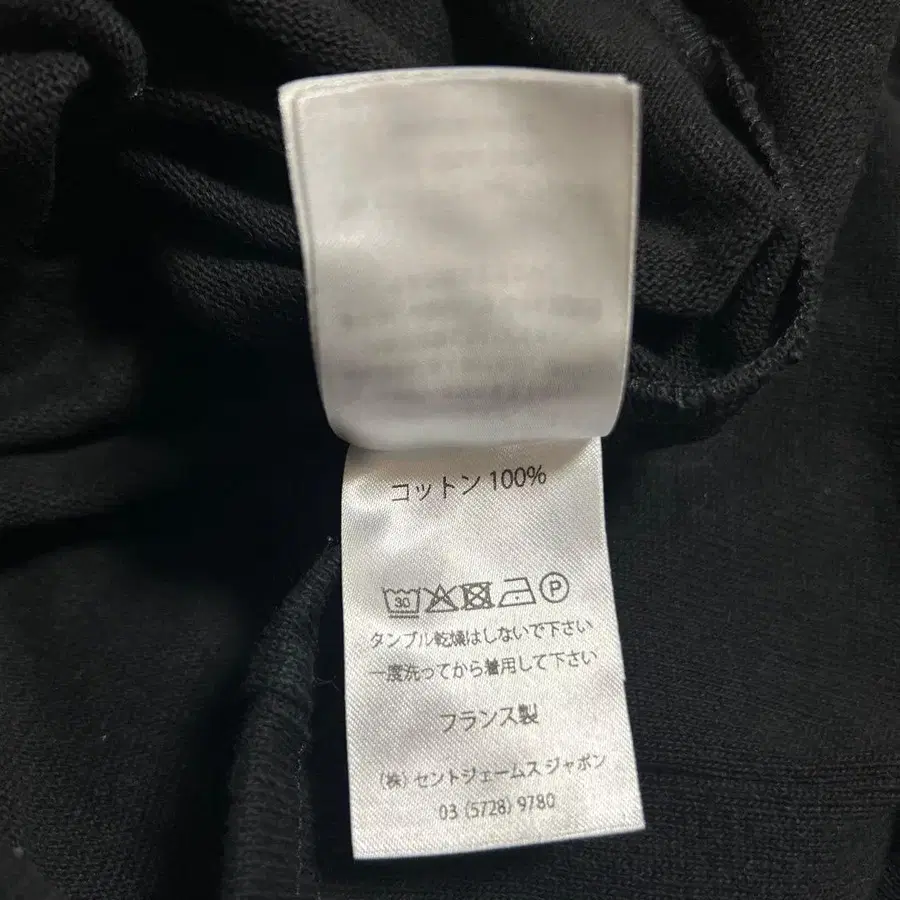 コットン 100%
30 P
タンブル乾燥はしないで下さい
一度洗ってから着用して下さい
フランス製
(株) セントジェームス ジャポン
03 (5728) 9780